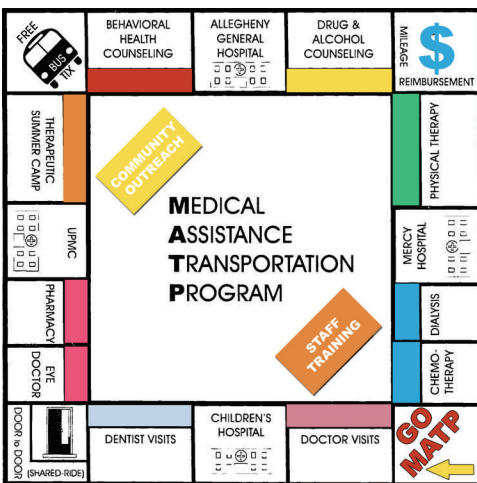 FREE
BUS
TIX
BEHAVIORAL
HEALTH
COUNSELING
ALLEGHENY
GENERAL
HOSPITAL
DRUG &
ALCOHOL
COUNSELING
MILEAGE
$
REIMBURSEMENT
THERAPEUTIC
SUMMER CAMP
UPMC
PHARMACY
EYE
DOCTOR
COMMUNITY
OUTREACH
MEDICAL
ASSISTANCE
TRANSPORTATION
PROGRAM
STAFF
TRAINING
PHYSICAL THERAPY
MERCY
HOSPITAL
DIALYSIS
CHEMO-
THERAPY
DOOR to DOOR
(SHARED-RIDE)
DENTIST VISITS
CHILDREN'S
HOSPITAL
DOCTOR VISITS
GO
MATP